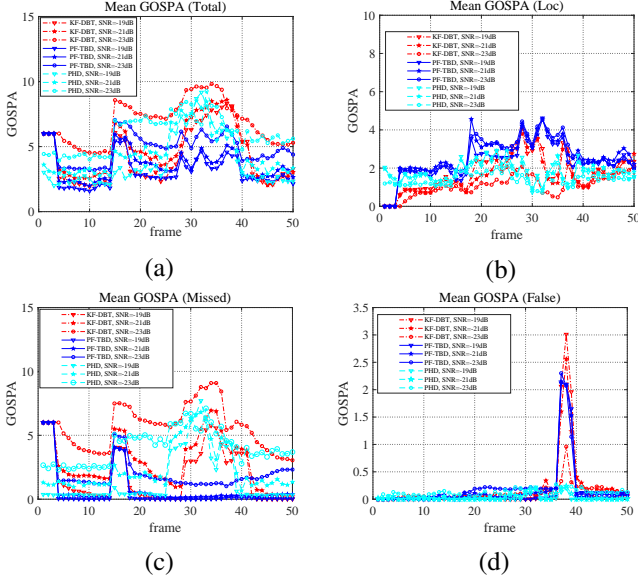 Mean GOSPA (Total)
GOSPA
15
10
5
0
KF-DBT, SNR=-19dB
KF-DBT, SNR=-21dB
KF-DBT, SNR=-23dB
PF-TBD, SNR=-19dB
PF-TBD, SNR=-21dB
PF-TBD, SNR=-23dB
PHD, SNR=-19dB
PHD, SNR=-21dB
PHD, SNR=-23dB
0 10 20 30 40 50
frame
(a)
Mean GOSPA (Loc)
GOSPA
10
8
6
4
2
0
KF-DBT, SNR=-19dB
KF-DBT, SNR=-21dB
KF-DBT, SNR=-23dB
PF-TBD, SNR=-19dB
PF-TBD, SNR=-21dB
PF-TBD, SNR=-23dB
PHD, SNR=-19dB
PHD, SNR=-21dB
PHD, SNR=-23dB
0 10 20 30 40 50
frame
(b)
Mean GOSPA (Missed)
GOSPA
15
10
5
0
KF-DBT, SNR=-19dB
KF-DBT, SNR=-21dB
KF-DBT, SNR=-23dB
PF-TBD, SNR=-19dB
PF-TBD, SNR=-21dB
PF-TBD, SNR=-23dB
PHD, SNR=-19dB
PHD, SNR=-21dB
PHD, SNR=-23dB
0 10 20 30 40 50
frame
(c)
Mean GOSPA (False)
GOSPA
3.5
3
2.5
2
1.5
1
0.5
0
KF-DBT, SNR=-19dB
KF-DBT, SNR=-21dB
KF-DBT, SNR=-23dB
PF-TBD, SNR=-19dB
PF-TBD, SNR=-21dB
PF-TBD, SNR=-23dB
PHD, SNR=-19dB
PHD, SNR=-21dB
PHD, SNR=-23dB
0 10 20 30 40 50
frame
(d)